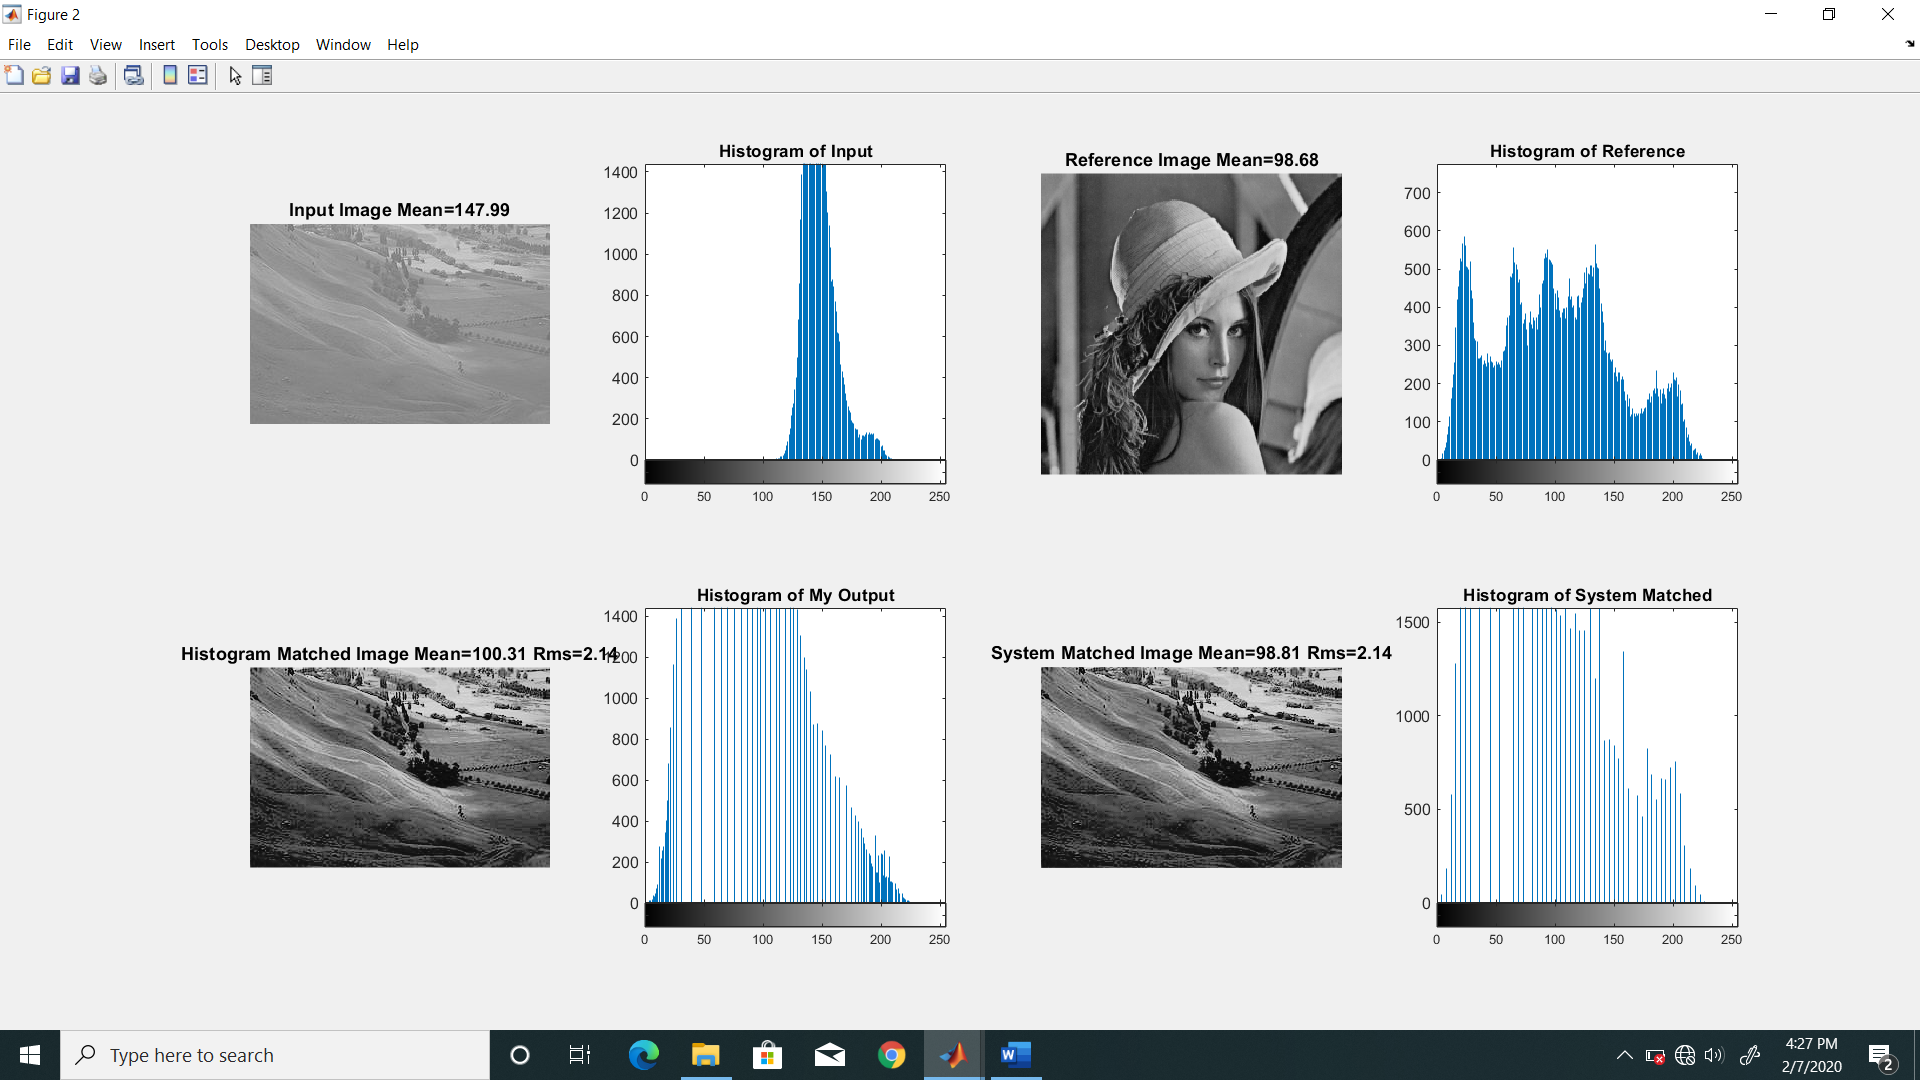 Figure 2
File Edit View Insert Tools Desktop Window Help
Input Image Mean=147.99
Histogram of Input
1400
1200
1000
800
600
400
200
0
0 50 100 150 200 250
Reference Image Mean=98.68
Histogram of Reference
700
600
500
400
300
200
100
0
0 50 100 150 200 250
Histogram Matched Image Mean=100.31 Rms=2.14
Histogram of My Output
1400
1200
1000
800
600
400
200
0
0 50 100 150 200 250
System Matched Image Mean=98.81 Rms=2.14
Histogram of System Matched
1500
1000
500
0
0 50 100 150 200 250
Type here to search
W
4:27 PM
2/7/2020
2